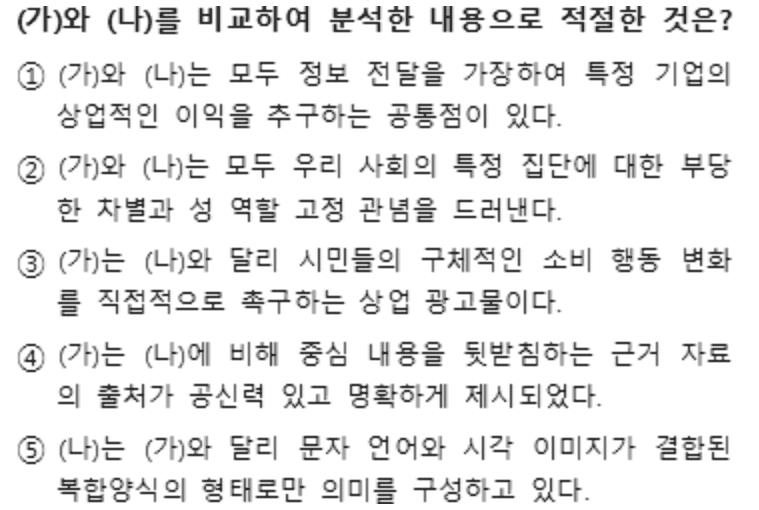 (가)와 (나)를 비교하여 분석한 내용으로 적절한 것은?
① (가)와 (나)는 모두 정보 전달을 가장하여 특정 기업의
상업적인 이익을 추구하는 공통점이 있다.
② (가)와 (나)는 모두 우리 사회의 특정 집단에 대한 부당
한 차별과 성 역할 고정 관념을 드러낸다.
③ (가)는 (나)와 달리 시민들의 구체적인 소비 행동 변화
를 직접적으로 촉구하는 상업 광고물이다.
④ (가)는 (나)에 비해 중심 내용을 뒷받침하는 근거 자료
의 출처가 공신력 있고 명확하게 제시되었다.
⑤ (나)는 (가)와 달리 문자 언어와 시각 이미지가 결합된
복합양식의 형태로만 의미를 구성하고 있다.